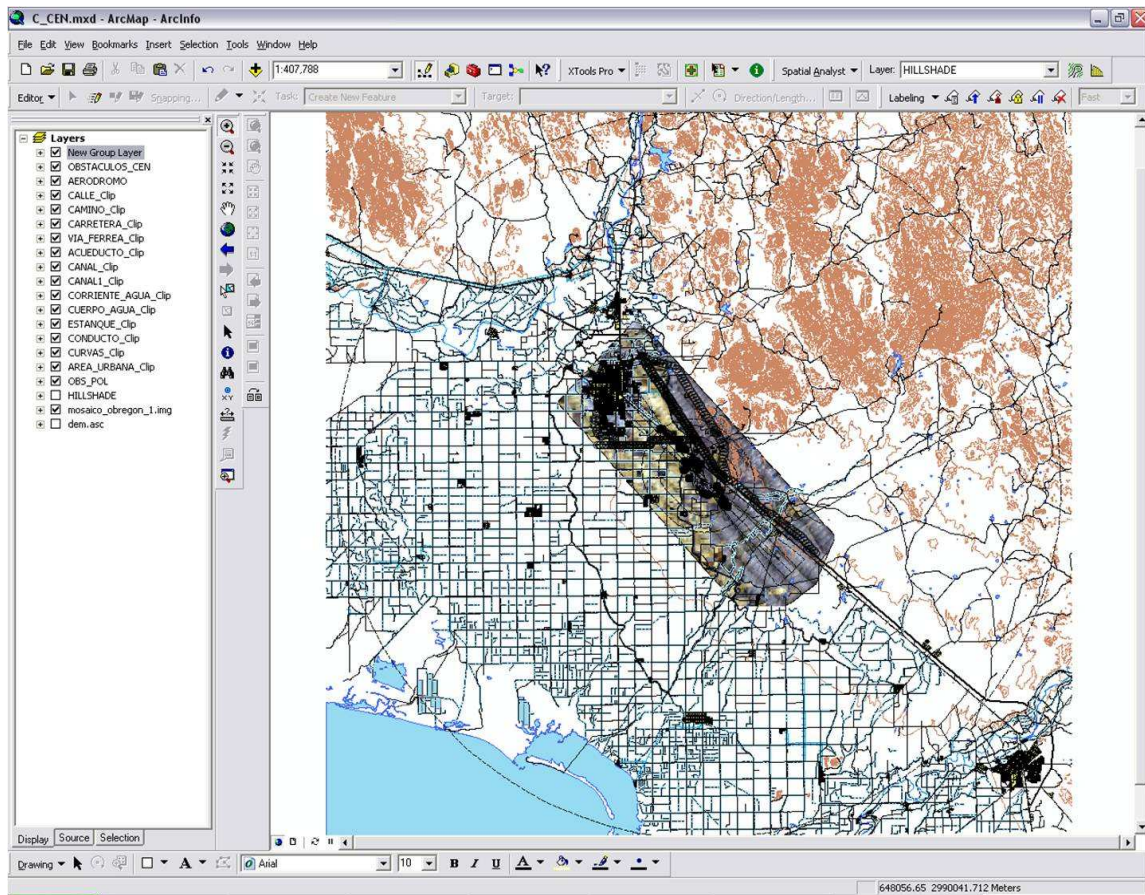 C_CEN.mxd - ArcMap - ArcInfo
File Edit View Bookmarks Insert Selection Tools Window Help
1:407,788 XTools Pro Spatial Analyst Layer: HILLSHADE
Editor Snapping... Task: Create New Feature Target: Direction/Length... Labeling Fast
Layers
New Group Layer
OBSTACULOS_CEN
AERODROMO
CALLE_Clip
CAMINO_Clip
CARRETERA_Clip
VIA_FERREA_Clip
ACUEDUCTO_Clip
CANAL_Clip
CANAL1_Clip
CORRIENTE_AGUA_Clip
CUERPO_AGUA_Clip
ESTANQUE_Clip
CONDUCTO_Clip
CURVAS_Clip
AREA_URBANA_Clip
OBS_POL
HILLSHADE
mosaico_obregon_1.img
dem.asc
Display Source Selection
Drawing A Arial 10 B I U A
648056.65 2990041.712 Meters